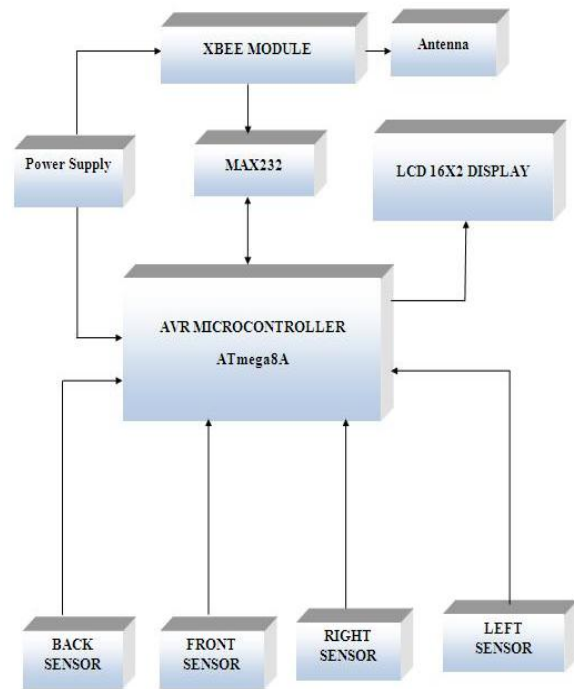 XBEE MODULE
Antenna
Power Supply
MAX232
LCD 16X2 DISPLAY
AVR MICROCONTROLLER
ATmega8A
BACK
SENSOR
FRONT
SENSOR
RIGHT
SENSOR
LEFT
SENSOR